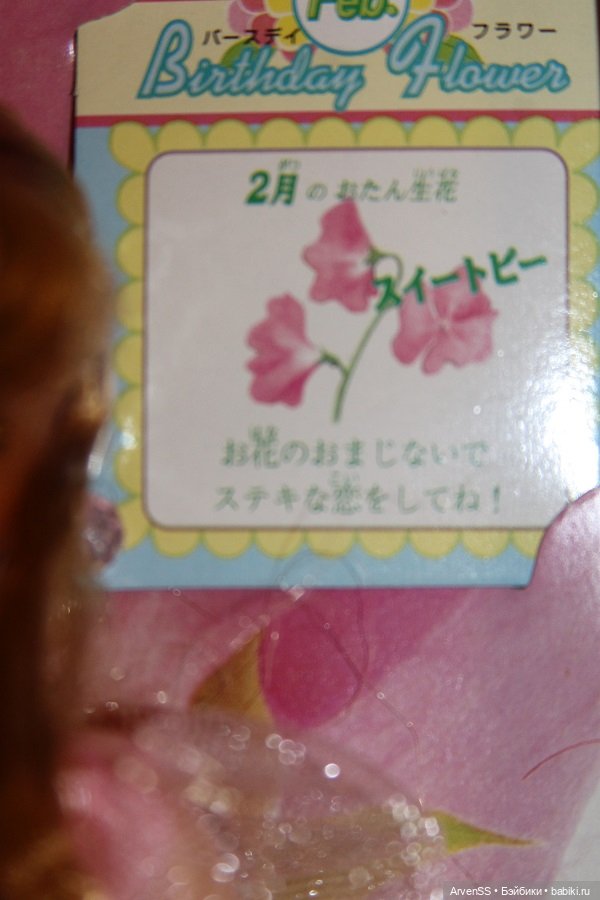 Feb.
バースデイ フラワー
Birthday Flower
2月のおたん生花
スイートピー
お花のおまじないで
ステキな恋をしてね！
ArvenSS • Бэйбики • babiki.ru